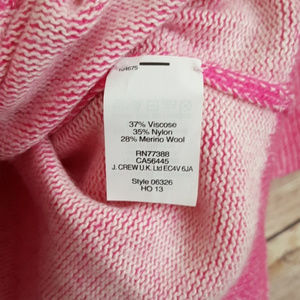 37% Viscose
35% Nylon
28% Merino Wool
RN77388
CA56445
J. CREW U.K. Ltd EC4V 6JA
Style 06326
HO 13